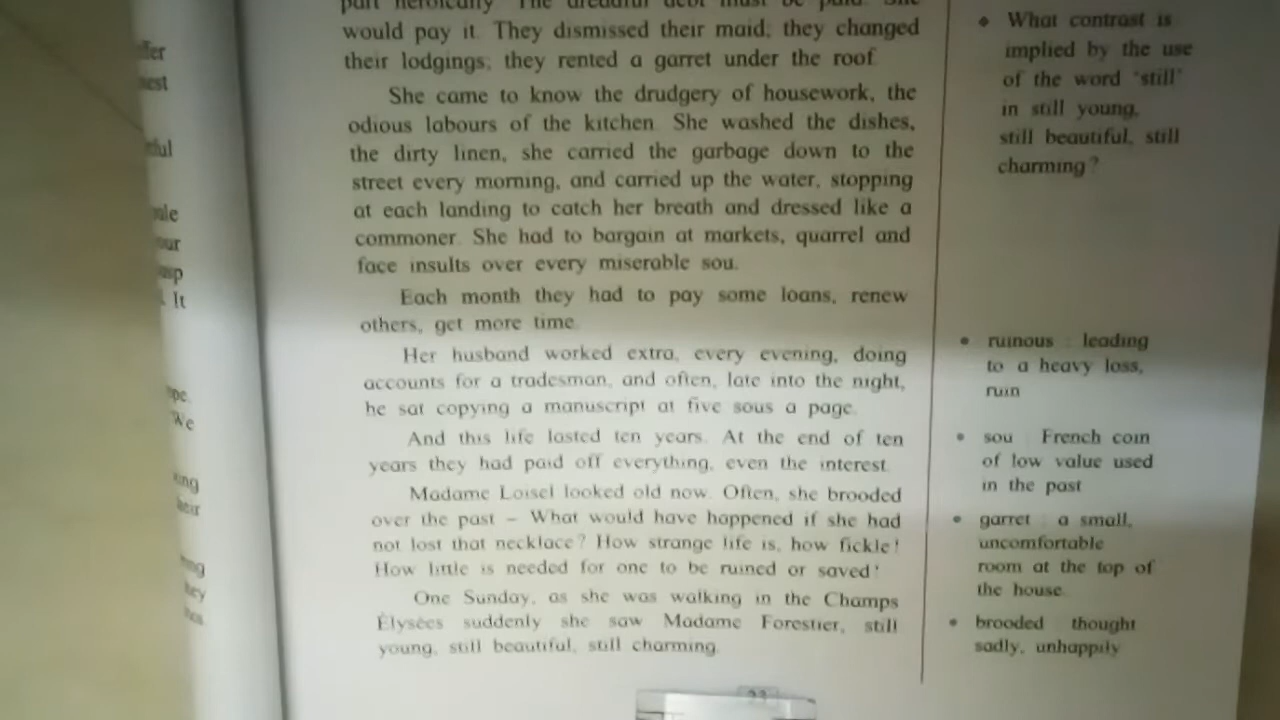 part heroically The dreadful debt must be paid. She
would pay it. They dismissed their maid; they changed
their lodgings; they rented a garret under the roof.
She came to know the drudgery of housework, the
odious labours of the kitchen. She washed the dishes,
the dirty linen, she carried the garbage down to the
street every morning, and carried up the water, stopping
at each landing to catch her breath and dressed like a
commoner. She had to bargain at markets, quarrel and
face insults over every miserable sou.
Each month they had to pay some loans, renew
others, get more time.
Her husband worked extra, every evening, doing
accounts for a tradesman, and often, late into the night,
he sat copying a manuscript at five sous a page.
And this life lasted ten years. At the end of ten
years they had paid off everything, even the interest.
Madame Loisel looked old now. Often, she brooded
over the past – What would have happened if she had
not lost that necklace? How strange life is, how fickle!
How little is needed for one to be ruined or saved!
One Sunday, as she was walking in the Champs
Élysées suddenly she saw Madame Forestier, still
young, still beautiful, still charming.
• What contrast is
implied by the use
of the word 'still'
in still young,
still beautiful, still
charming?
• ruinous : leading
to a heavy loss,
ruin
• sou : French coin
of low value used
in the past
• garret : a small,
uncomfortable
room at the top of
the house.
• brooded : thought
sadly, unhappily
23